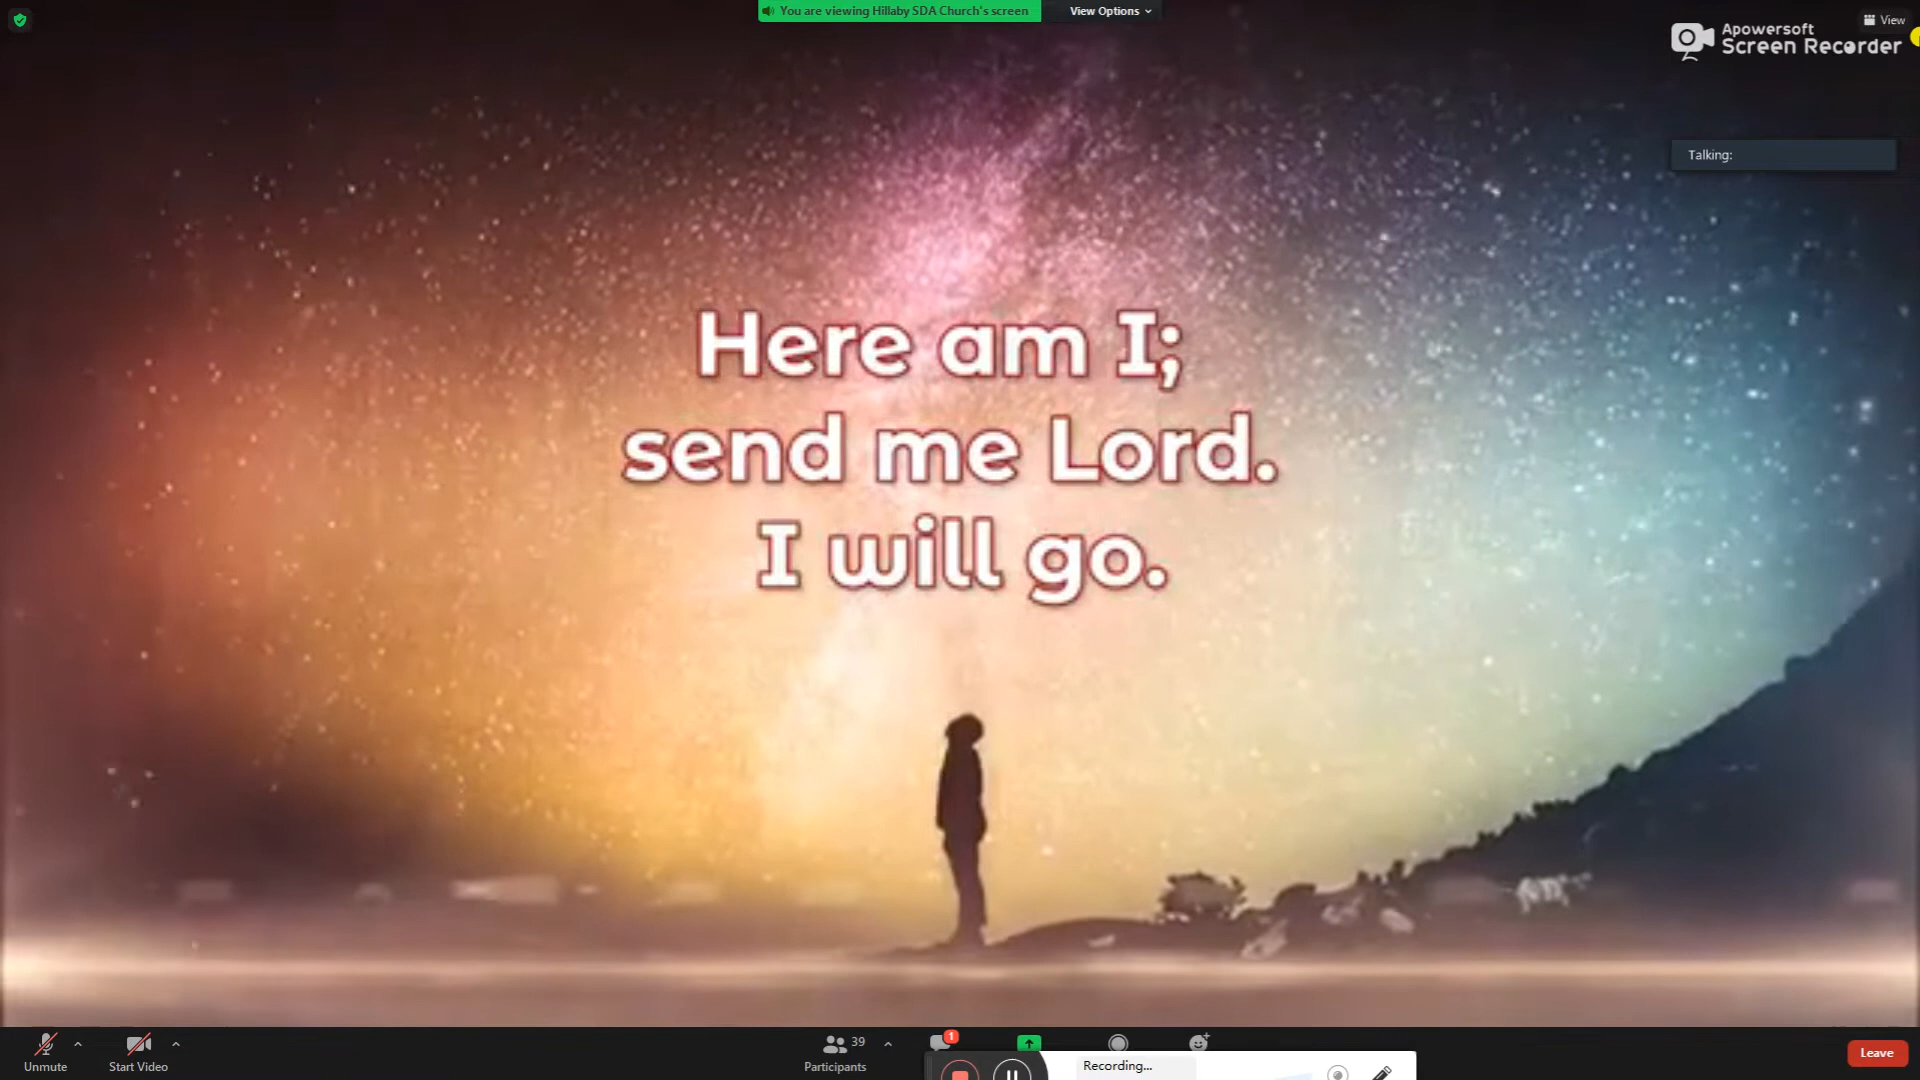 You are viewing Hillaby SDA Church's screen
View Options
View
Apowersoft
Screen Recorder
Talking:
Here am I;
send me Lord.
I will go.
Unmute
Start Video
39
Participants
1
Recording...
Leave